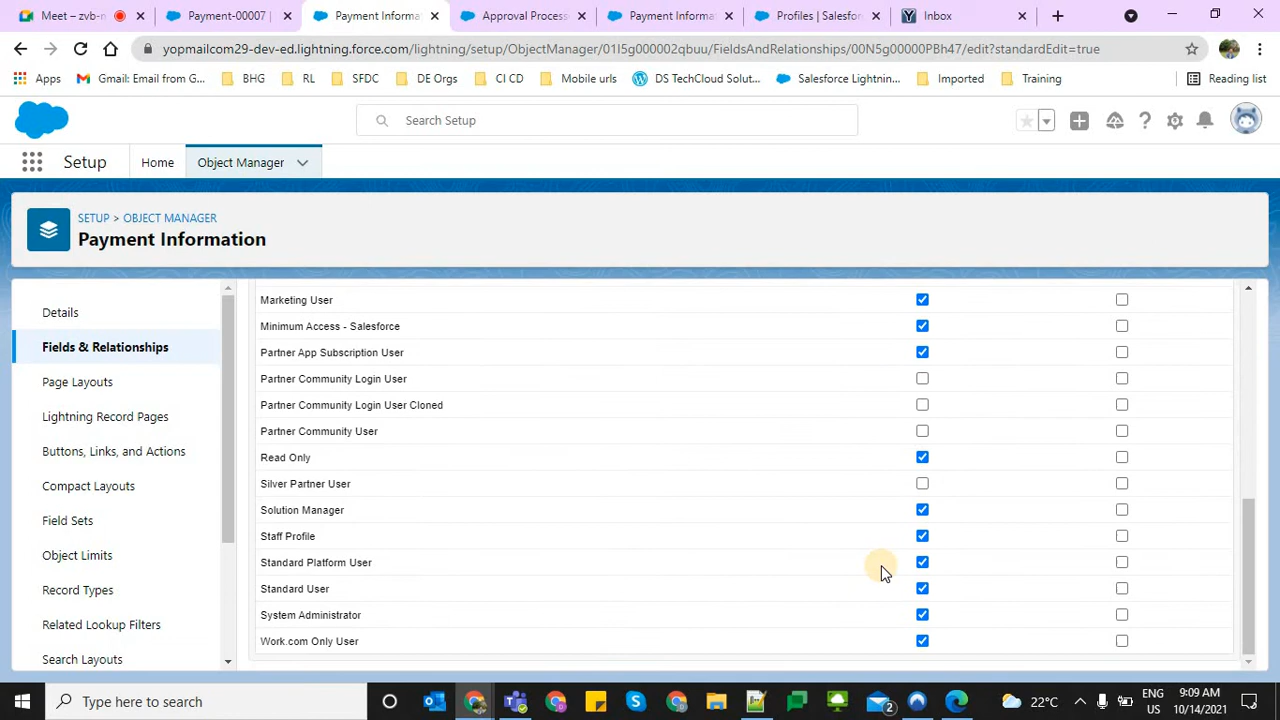 Meet – zvb-n
Payment-00007
Payment Informa
Approval Process
Payment Informa
Profiles | Salesfor
Inbox
yopmailcom29-dev-ed.lightning.force.com/lightning/setup/ObjectManager/01I5g000002qbuu/FieldsAndRelationships/00N5g00000PBh47/edit?standardEdit=true
Apps
Gmail: Email from G...
BHG
RL
SFDC
DE Orgs
CI CD
Mobile urls
DS TechCloud Solut...
Salesforce Lightnin...
Imported
Training
Reading list
Search Setup
Setup
Home
Object Manager
SETUP > OBJECT MANAGER
Payment Information
Details
Fields & Relationships
Page Layouts
Lightning Record Pages
Buttons, Links, and Actions
Compact Layouts
Field Sets
Object Limits
Record Types
Related Lookup Filters
Search Layouts
Marketing User
Minimum Access - Salesforce
Partner App Subscription User
Partner Community Login User
Partner Community Login User Cloned
Partner Community User
Read Only
Silver Partner User
Solution Manager
Staff Profile
Standard Platform User
Standard User
System Administrator
Work.com Only User
Type here to search
2
22°C
ENG
US
9:09 AM
10/14/2021